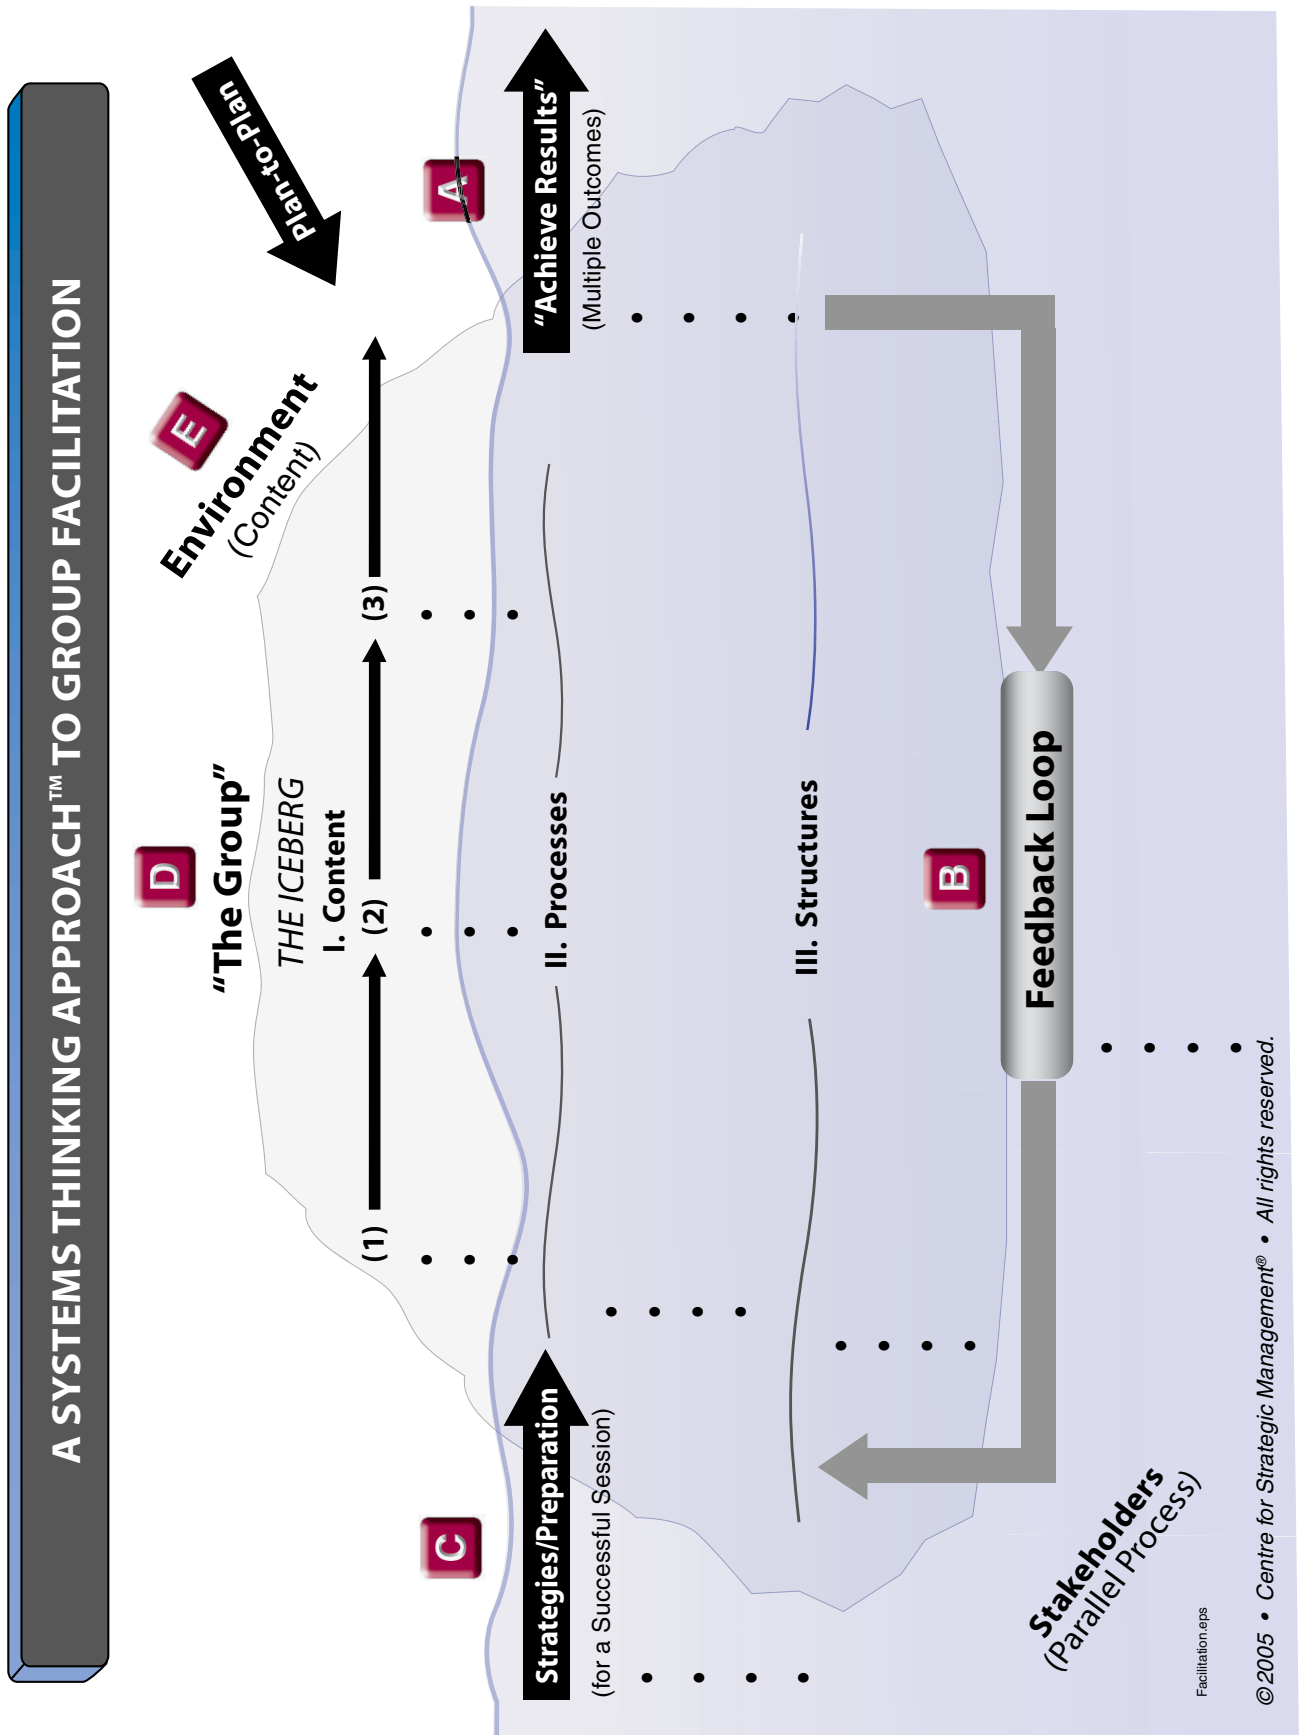 A SYSTEMS THINKING APPROACH™ TO GROUP FACILITATION
Plan-to-Plan
D
E
"The Group"
Environment
(Content)
THE ICEBERG
I. Content
(1)
(2)
(3)
C
A
Strategies/Preparation
(for a Successful Session)
II. Processes
"Achieve Results"
(Multiple Outcomes)
III. Structures
B
Feedback Loop
Stakeholders
(Parallel Process)
Facilitation.eps
©2005 • Centre for Strategic Management® • All rights reserved.